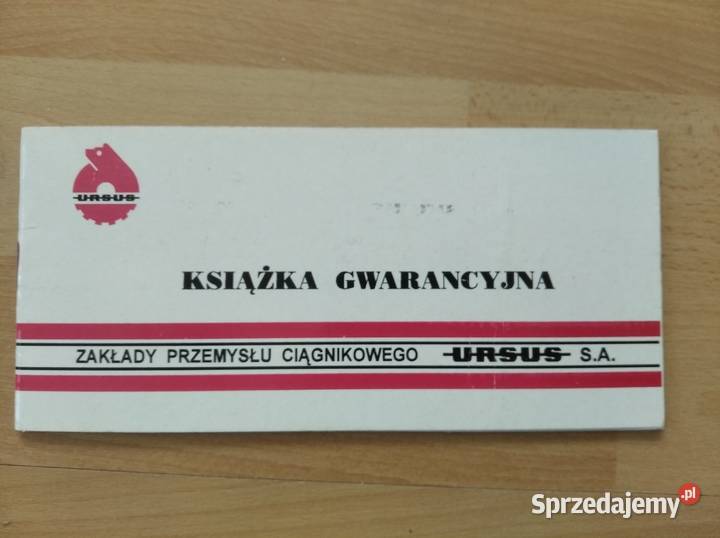 URSUS
KSIĄŻKA GWARANCYJNA
ZAKŁADY PRZEMYSŁU CIĄGNIKOWEGO URSUS S.A.
Sprzedajemy.pl